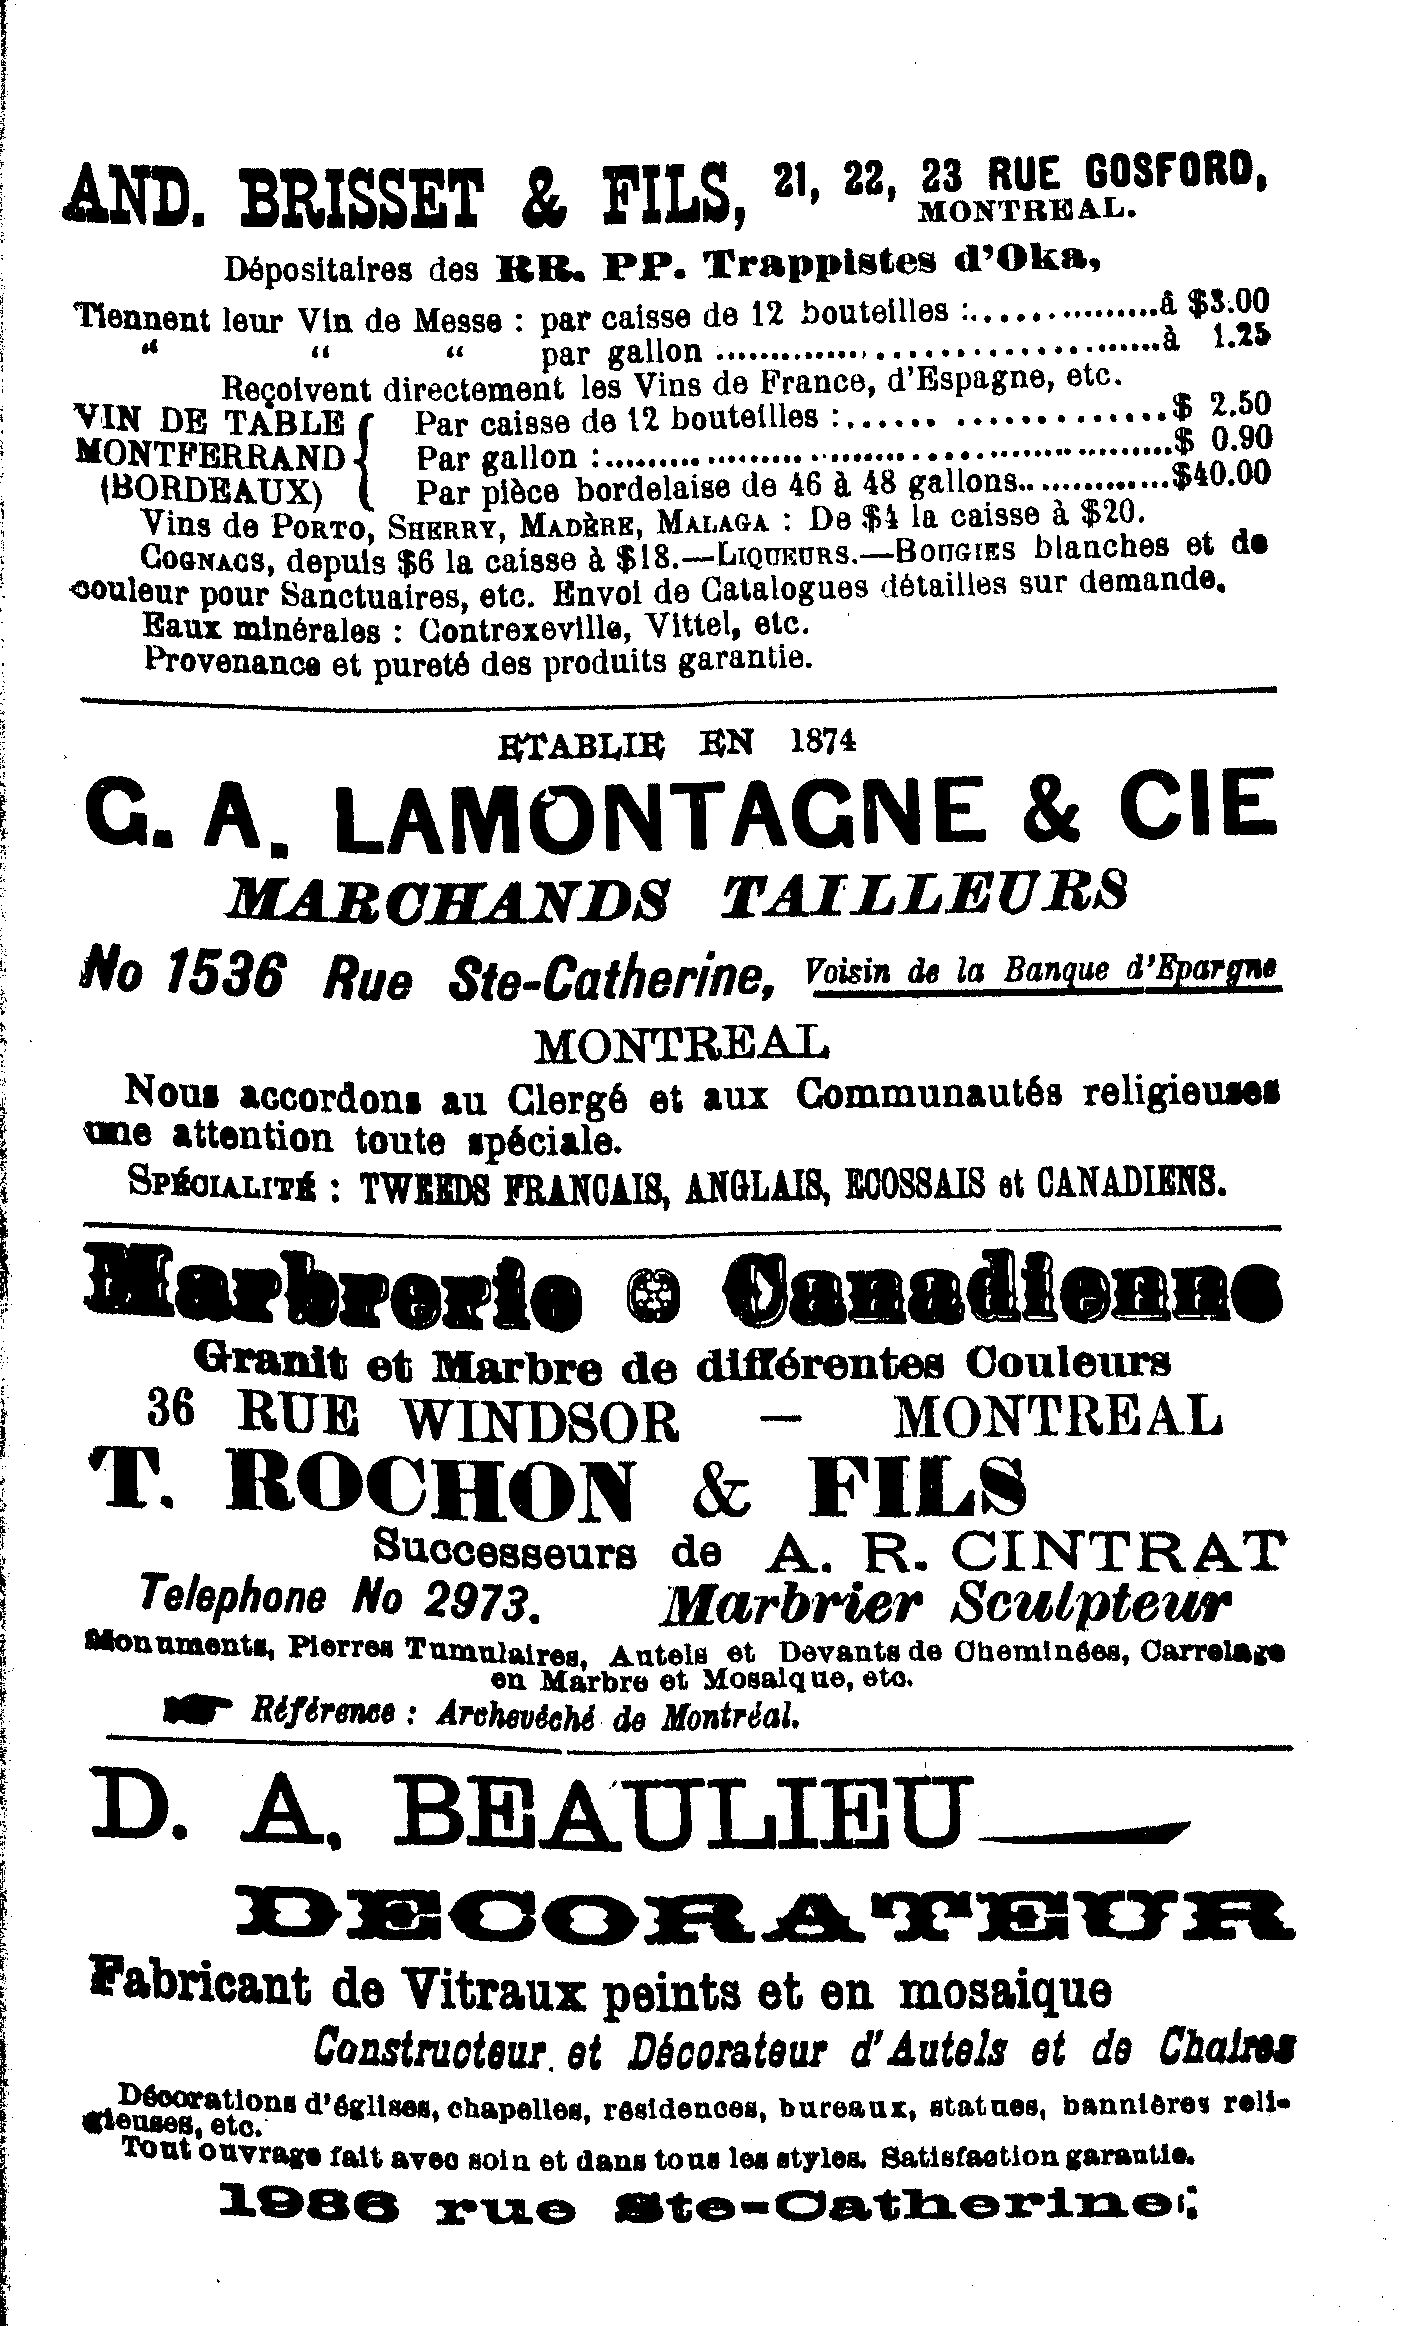 AND. BRISSET & FILS, 21, 22, 23 RUE GOSFORD,
MONTREAL.
Dépositaires des RR. PP. Trappistes d'Oka,
Tiennent leur Vin de Messe : par caisse de 12 bouteilles :................à $3.00
" " " par gallon ................................à 1.25
Reçoivent directement les Vins de France, d'Espagne, etc.
VIN DE TABLE { Par caisse de 12 bouteilles :....................$ 2.50
MONTFERRAND { Par gallon :........................................$ 0.90
(BORDEAUX) { Par pièce bordelaise de 46 à 48 gallons..............$40.00
Vins de PORTO, SHERRY, MADÈRE, MALAGA : De $4 la caisse à $20.
COGNACS, depuis $6 la caisse à $18.—LIQUEURS.—BOUGIES blanches et de
couleur pour Sanctuaires, etc. Envoi de Catalogues détailles sur demande.
Eaux minérales : Contrexeville, Vittel, etc.
Provenance et pureté des produits garantie.
ETABLIE EN 1874
G. A. LAMONTAGNE & CIE
MARCHANDS TAILLEURS
No 1536 Rue Ste-Catherine, Voisin de la Banque d'Epargne
MONTREAL
Nous accordons au Clergé et aux Communautés religieuses
une attention toute spéciale.
SPÉCIALITÉ : TWEEDS FRANCAIS, ANGLAIS, ECOSSAIS et CANADIENS.
Marbrerie Canadienne
Granit et Marbre de différentes Couleurs
36 RUE WINDSOR — MONTREAL
T. ROCHON & FILS
Successeurs de A. R. CINTRAT
Telephone No 2973. Marbrier Sculpteur
Monuments, Pierres Tumulaires, Autels et Devants de Cheminées, Carrelage
en Marbre et Mosaique, etc.
Référence : Archevéché de Montréal.
D. A. BEAULIEU
DECORATEUR
Fabricant de Vitraux peints et en mosaique
Constructeur et Décorateur d'Autels et de Chaires
Décorations d'églises, chapelles, résidences, bureaux, statues, bannières reli-
gieuses, etc.
Tout ouvrage fait avec soin et dans tous les styles. Satisfaction garantie.
1986 rue Ste-Catherine